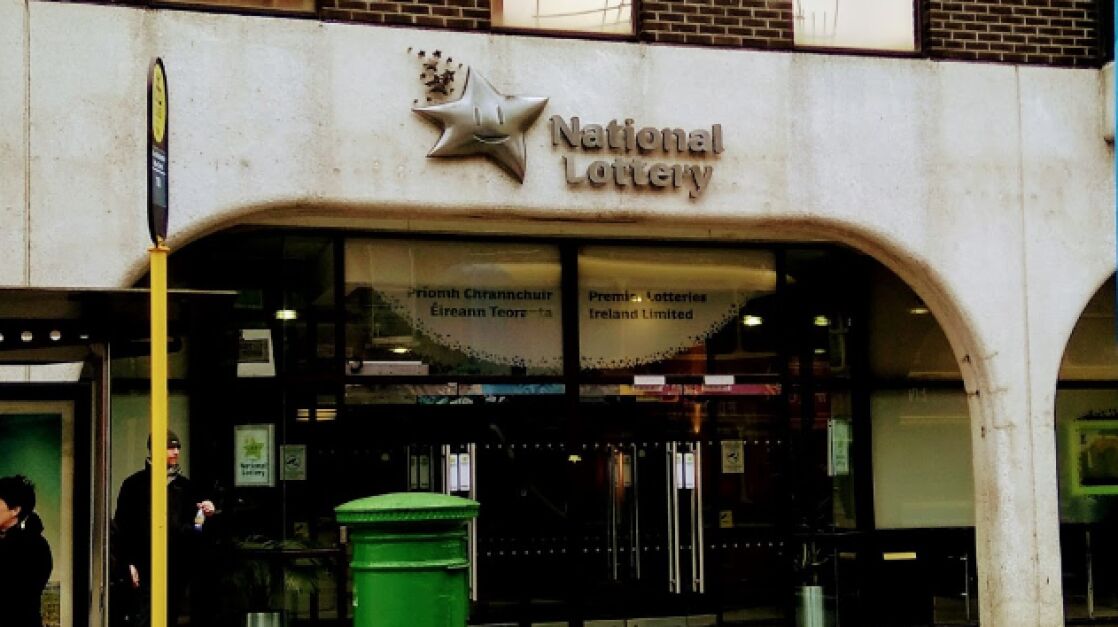 National
Lottery
Príomh Chrannchuir
Éireann Teoranta
Premier Lotteries
Ireland Limited
National
Lottery